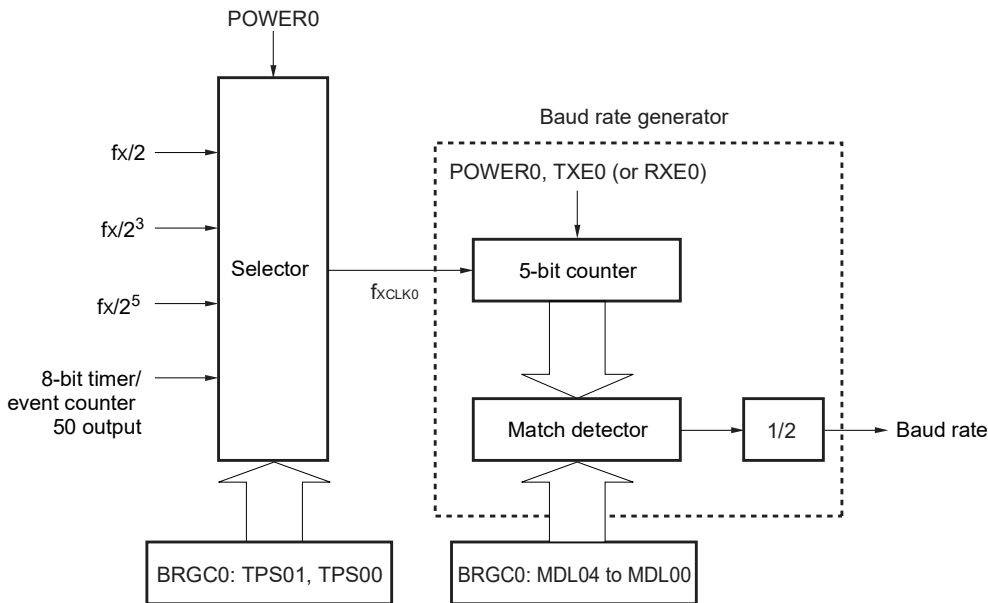 POWER0
Baud rate generator
fX/2
POWER0, TXE0 (or RXE0)
fX/2³
Selector
5-bit counter
fXCLK0
fX/2⁵
8-bit timer/
event counter
50 output
Match detector
1/2
Baud rate
BRGC0: TPS01, TPS00
BRGC0: MDL04 to MDL00